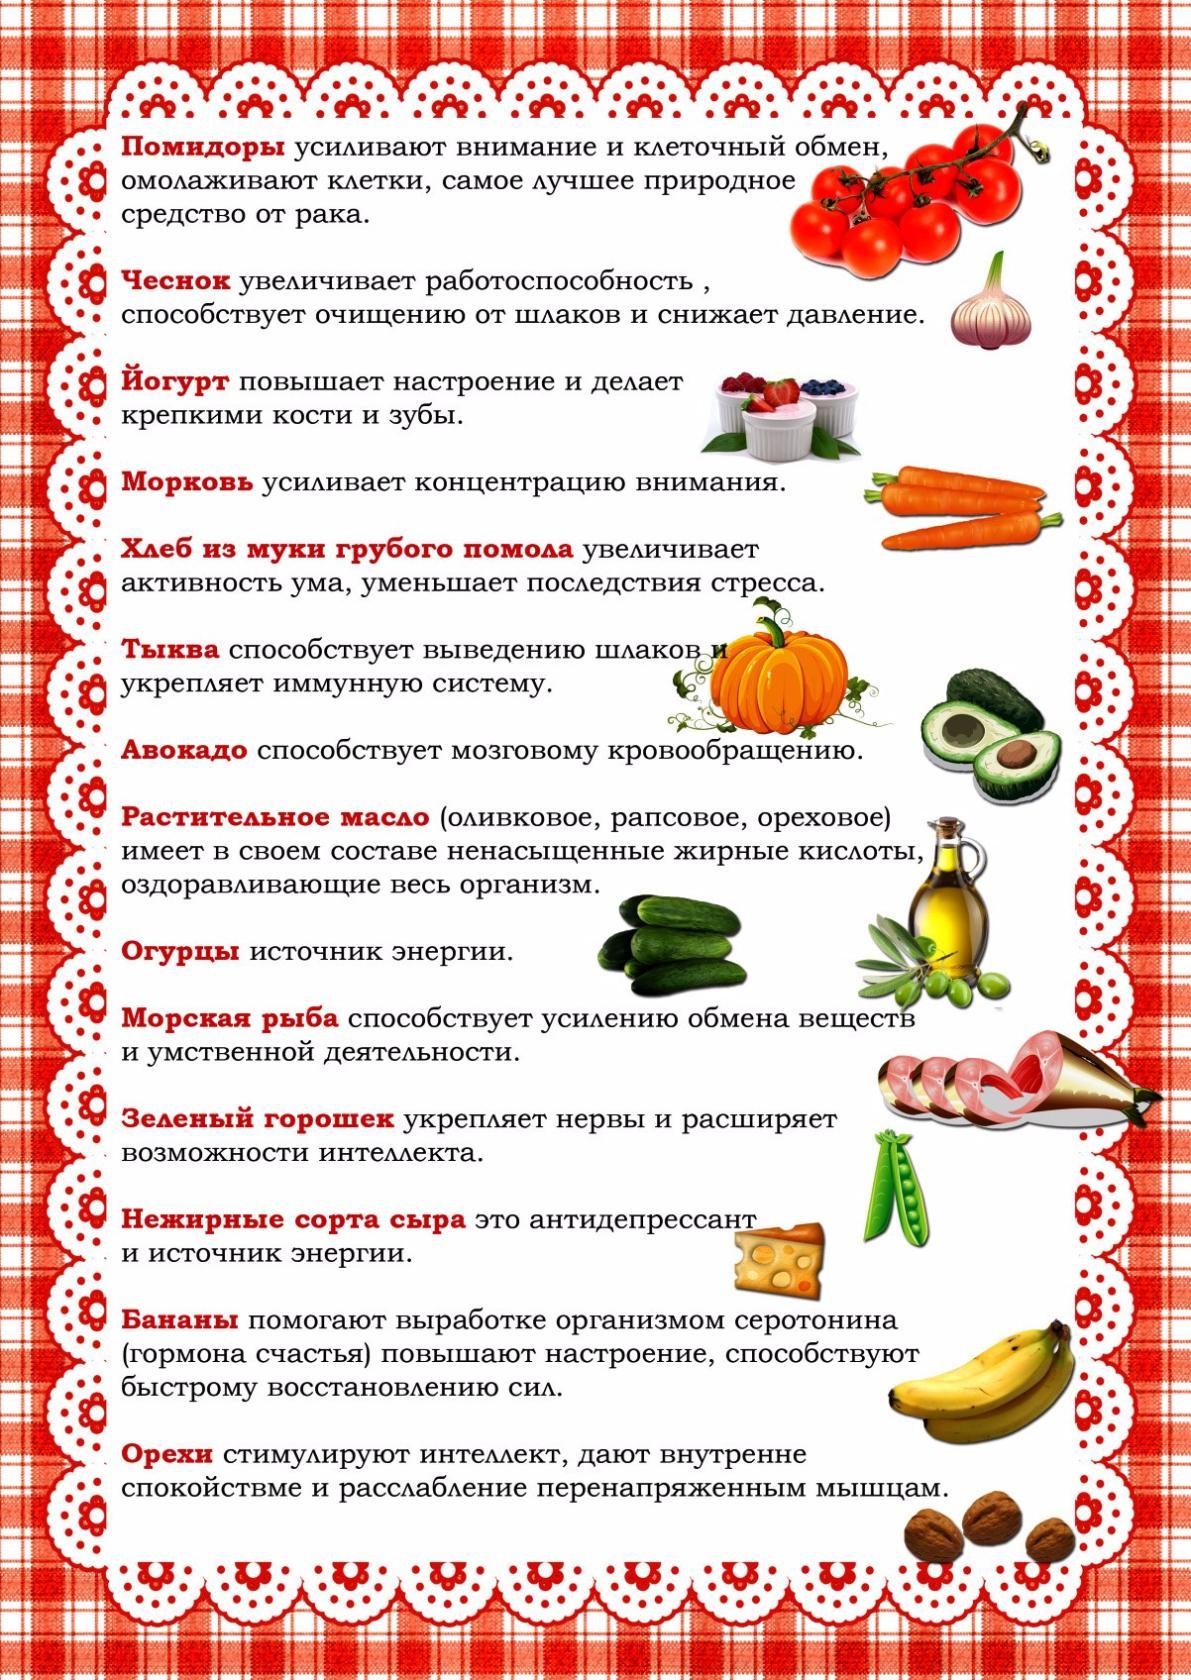 Помидоры усиливают внимание и клеточный обмен,
омолаживают клетки, самое лучшее природное
средство от рака.
Чеснок увеличивает работоспособность ,
способствует очищению от шлаков и снижает давление.
Йогурт повышает настроение и делает
крепкими кости и зубы.
Морковь усиливает концентрацию внимания.
Хлеб из муки грубого помола увеличивает
активность ума, уменьшает последствия стресса.
Тыква способствует выведению шлаков и
укрепляет иммунную систему.
Авокадо способствует мозговому кровообращению.
Растительное масло (оливковое, рапсовое, ореховое)
имеет в своем составе ненасыщенные жирные кислоты,
оздоравливающие весь организм.
Огурцы источник энергии.
Морская рыба способствует усилению обмена веществ
и умственной деятельности.
Зеленый горошек укрепляет нервы и расширяет
возможности интеллекта.
Нежирные сорта сыра это антидепрессант
и источник энергии.
Бананы помогают выработке организмом серотонина
(гормона счастья) повышают настроение, способствуют
быстрому восстановлению сил.
Орехи стимулируют интеллект, дают внутренне
спокойствме и расслабление перенапряженным мышцам.